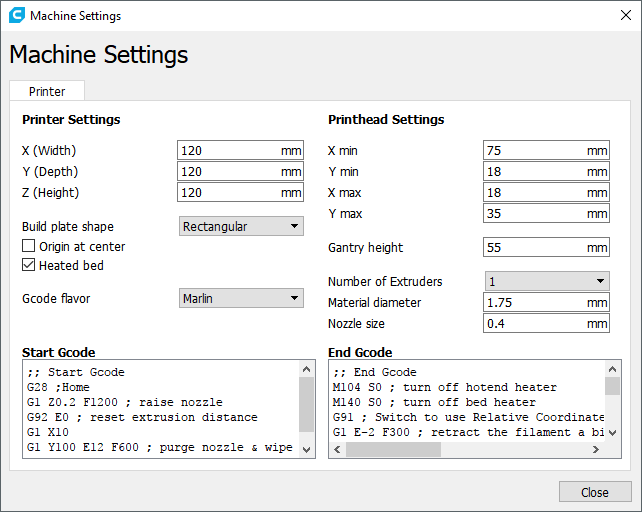 Machine Settings
Machine Settings
Printer
Printer Settings
X (Width) 120 mm
Y (Depth) 120 mm
Z (Height) 120 mm
Build plate shape Rectangular
Origin at center
Heated bed
Gcode flavor Marlin
Printhead Settings
X min 75 mm
Y min 18 mm
X max 18 mm
Y max 35 mm
Gantry height 55 mm
Number of Extruders 1
Material diameter 1.75 mm
Nozzle size 0.4 mm
Start Gcode
;; Start Gcode
G28 ;Home
G1 Z0.2 F1200 ; raise nozzle
G92 E0 ; reset extrusion distance
G1 X10
G1 Y100 E12 F600 ; purge nozzle & wipe
End Gcode
;; End Gcode
M104 S0 ; turn off hotend heater
M140 S0 ; turn off bed heater
G91 ; Switch to use Relative Coordinate
G1 E-2 F300 ; retract the filament a bi
Close